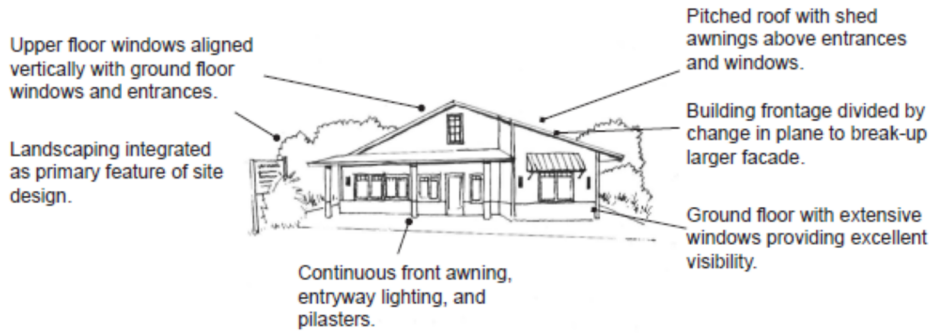 Upper floor windows aligned
vertically with ground floor
windows and entrances.
Landscaping integrated
as primary feature of site
design.
Continuous front awning,
entryway lighting, and
pilasters.
Pitched roof with shed
awnings above entrances
and windows.
Building frontage divided by
change in plane to break-up
larger facade.
Ground floor with extensive
windows providing excellent
visibility.